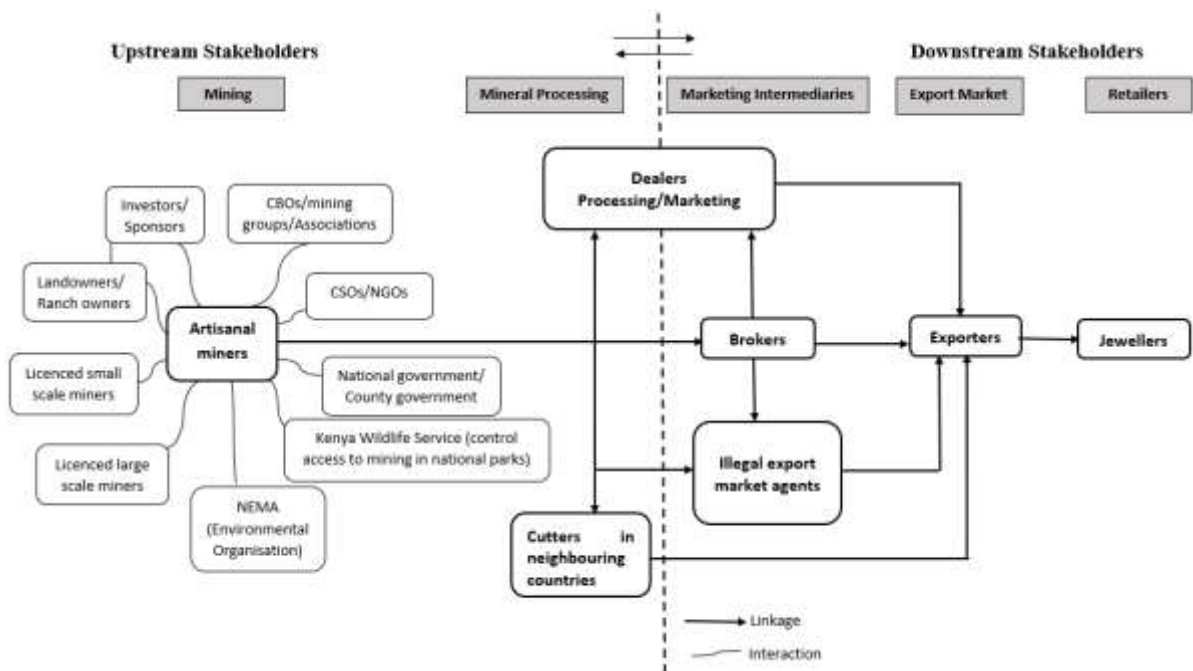 Upstream Stakeholders
Downstream Stakeholders
Mining
Mineral Processing
Marketing Intermediaries
Export Market
Retailers
Investors/
Sponsors
CBOs/mining
groups/Associations
Landowners/
Ranch owners
CSOs/NGOs
Artisanal
miners
Licenced small
scale miners
National government/
County government
Licenced large
scale miners
Kenya Wildlife Service (control
access to mining in national parks)
NEMA
(Environmental
Organisation)
Dealers
Processing/Marketing
Brokers
Exporters
Jewellers
Illegal export
market agents
Cutters in
neighbouring
countries
Linkage
Interaction